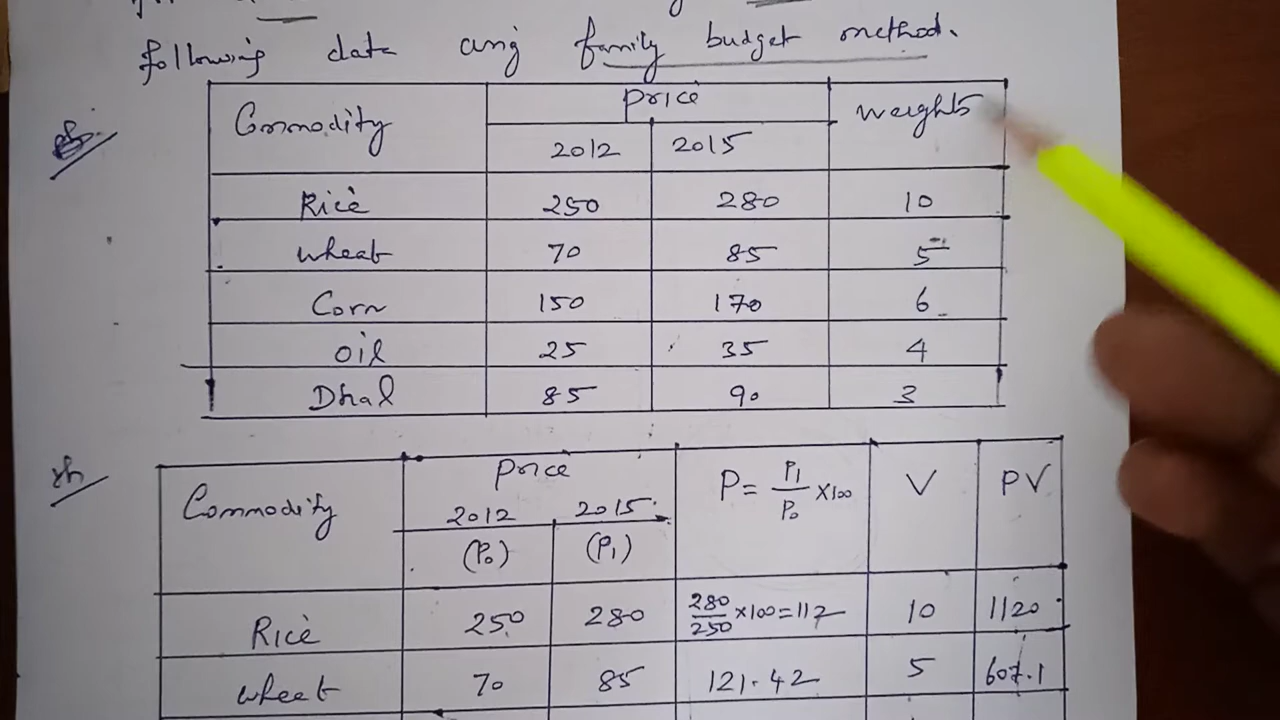 following data using family budget method.
Commodity Price Weights
2012 2015
Rice 250 280 10
wheat 70 85 5
Corn 150 170 6
Oil 25 35 4
Dhal 85 90 3
Commodity Price P = P1/P0 ×100 V PV
2012 2015
(P0) (P1)
Rice 250 280 280/250 ×100=112 10 1120
wheat 70 85 121.42 5 607.1